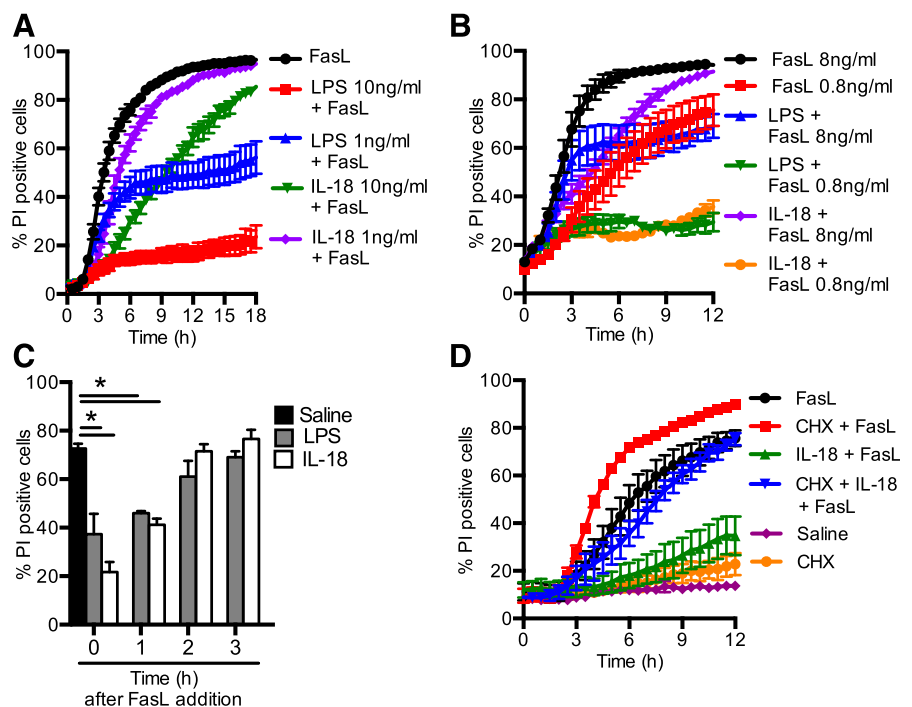 A
100
80
60
40
20
0
% PI positive cells
0 3 6 9 12 15 18
Time (h)
FasL
LPS 10ng/ml
+ FasL
LPS 1ng/ml
+ FasL
IL-18 10ng/ml
+ FasL
IL-18 1ng/ml
+ FasL
B
100
80
60
40
20
0
% PI positive cells
0 3 6 9 12
Time (h)
FasL 8ng/ml
FasL 0.8ng/ml
LPS +
FasL 8ng/ml
LPS +
FasL 0.8ng/ml
IL-18 +
FasL 8ng/ml
IL-18 +
FasL 0.8ng/ml
C
100
80
60
40
20
0
% PI positive cells
*
*
Saline
LPS
IL-18
0 1 2 3
Time (h)
after FasL addition
D
100
80
60
40
20
0
% PI positive cells
0 3 6 9 12
Time (h)
FasL
CHX + FasL
IL-18 + FasL
CHX + IL-18
+ FasL
Saline
CHX